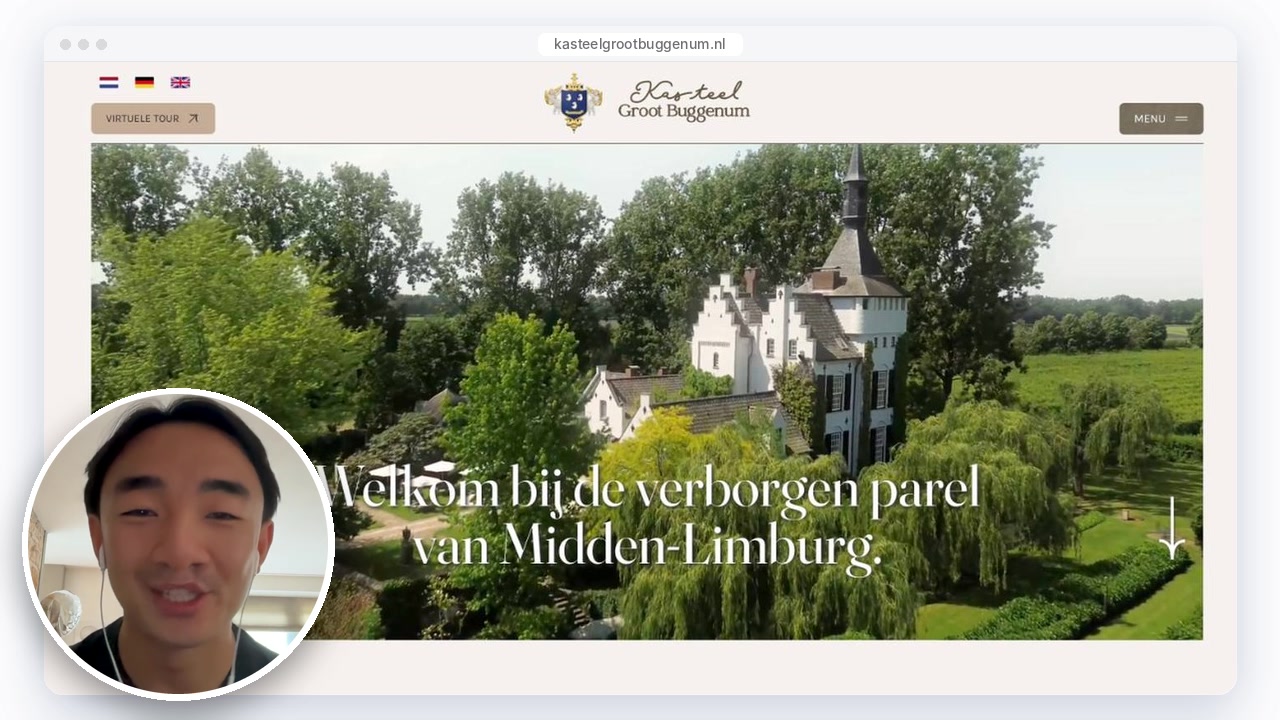 kasteelgrootbuggenum.nl
VIRTUELE TOUR
Kasteel
Groot Buggenum
MENU
Welkom bij de verborgen parel
van Midden-Limburg.